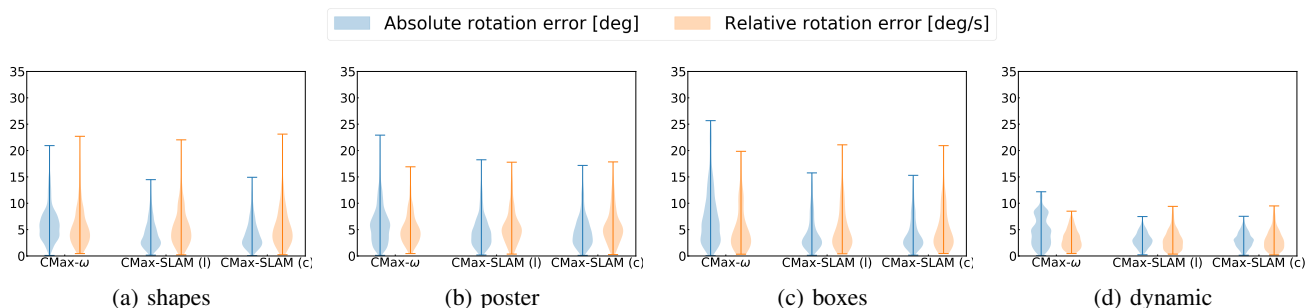 Absolute rotation error [deg] Relative rotation error [deg/s]
35 35 35 35
30 30 30 30
25 25 25 25
20 20 20 20
15 15 15 15
10 10 10 10
5 5 5 5
0 0 0 0
CMax-ω CMax-SLAM (l) CMax-SLAM (c) CMax-ω CMax-SLAM (l) CMax-SLAM (c) CMax-ω CMax-SLAM (l) CMax-SLAM (c) CMax-ω CMax-SLAM (l) CMax-SLAM (c)
(a) shapes (b) poster (c) boxes (d) dynamic